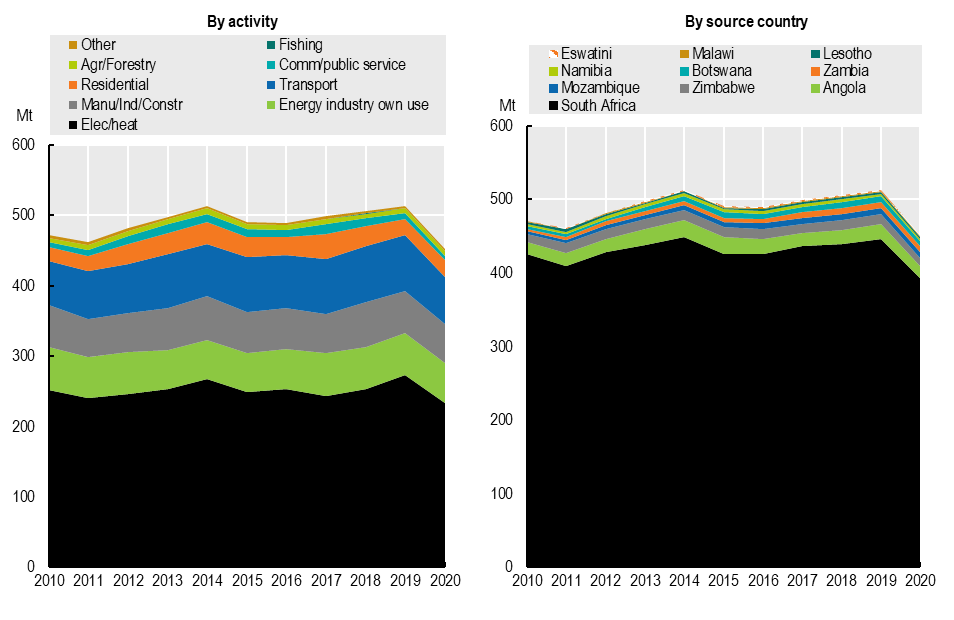 By activity
Other Fishing
Agr/Forestry Comm/public service
Residential Transport
Manu/Ind/Constr Energy industry own use
Elec/heat
Mt
600
500
400
300
200
100
0
2010 2011 2012 2013 2014 2015 2016 2017 2018 2019 2020
By source country
Eswatini Malawi Lesotho
Namibia Botswana Zambia
Mozambique Zimbabwe Angola
South Africa
Mt
600
500
400
300
200
100
0
2010 2011 2012 2013 2014 2015 2016 2017 2018 2019 2020